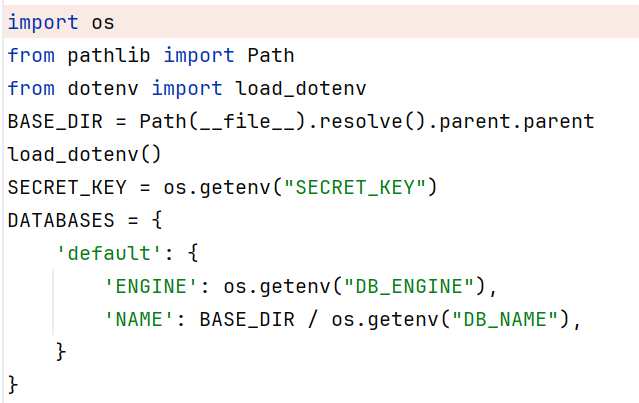 import os
from pathlib import Path
from dotenv import load_dotenv
BASE_DIR = Path(__file__).resolve().parent.parent
load_dotenv()
SECRET_KEY = os.getenv("SECRET_KEY")
DATABASES = {
    'default': {
        'ENGINE': os.getenv("DB_ENGINE"),
        'NAME': BASE_DIR / os.getenv("DB_NAME"),
    }
}